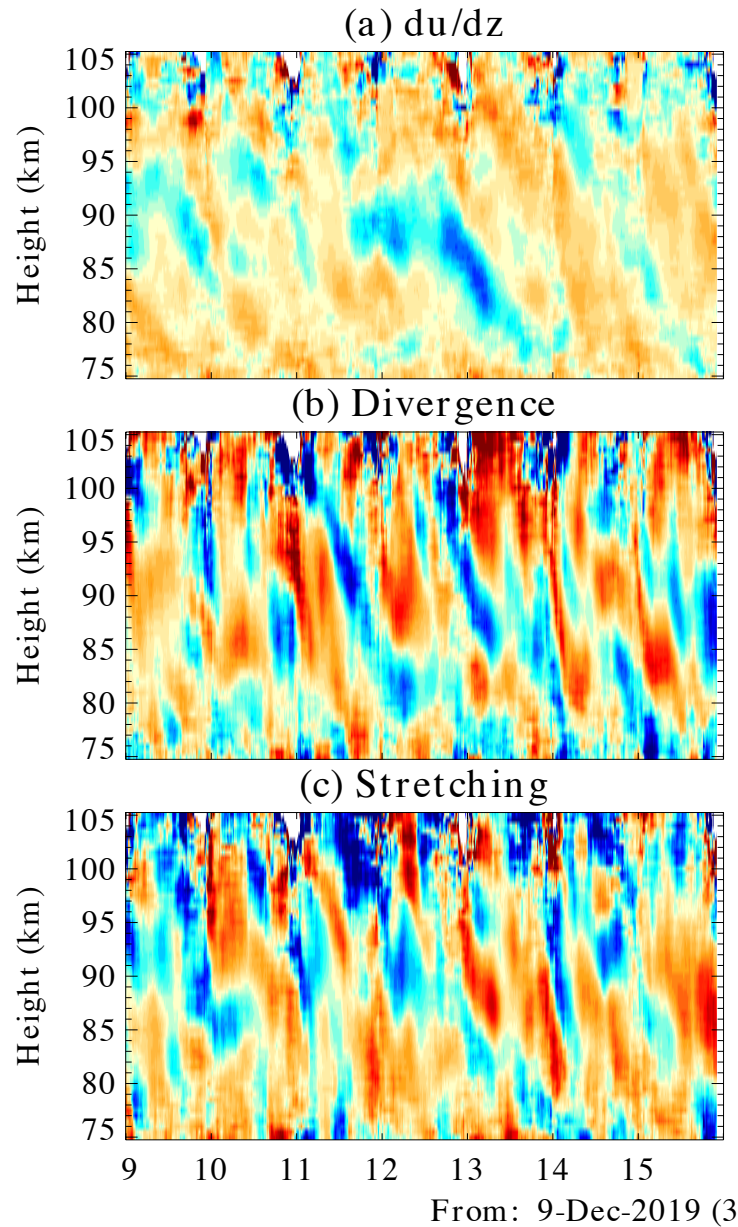 (a) du/dz
105
100
95
90
85
80
75
Height (km)
(b) Divergence
105
100
95
90
85
80
75
Height (km)
(c) Stretching
105
100
95
90
85
80
75
Height (km)
9 10 11 12 13 14 15
From: 9-Dec-2019 (3